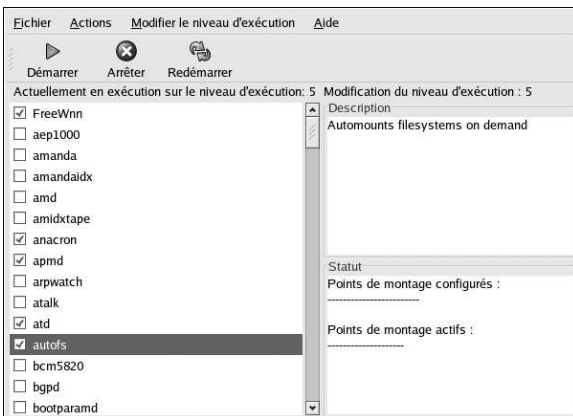 Fichier Actions Modifier le niveau d'exécution Aide
Démarrer Arrêter Redémarrer
Actuellement en exécution sur le niveau d'exécution: 5 Modification du niveau d'exécution : 5
FreeWnn
aep1000
amanda
amandaidx
amd
amidxtape
anacron
apmd
arpwatch
atalk
atd
autofs
bcm5820
bgpd
bootparamd
Description
Automounts filesystems on demand
Statut
Points de montage configurés :
------------------------
Points de montage actifs :
--------------------